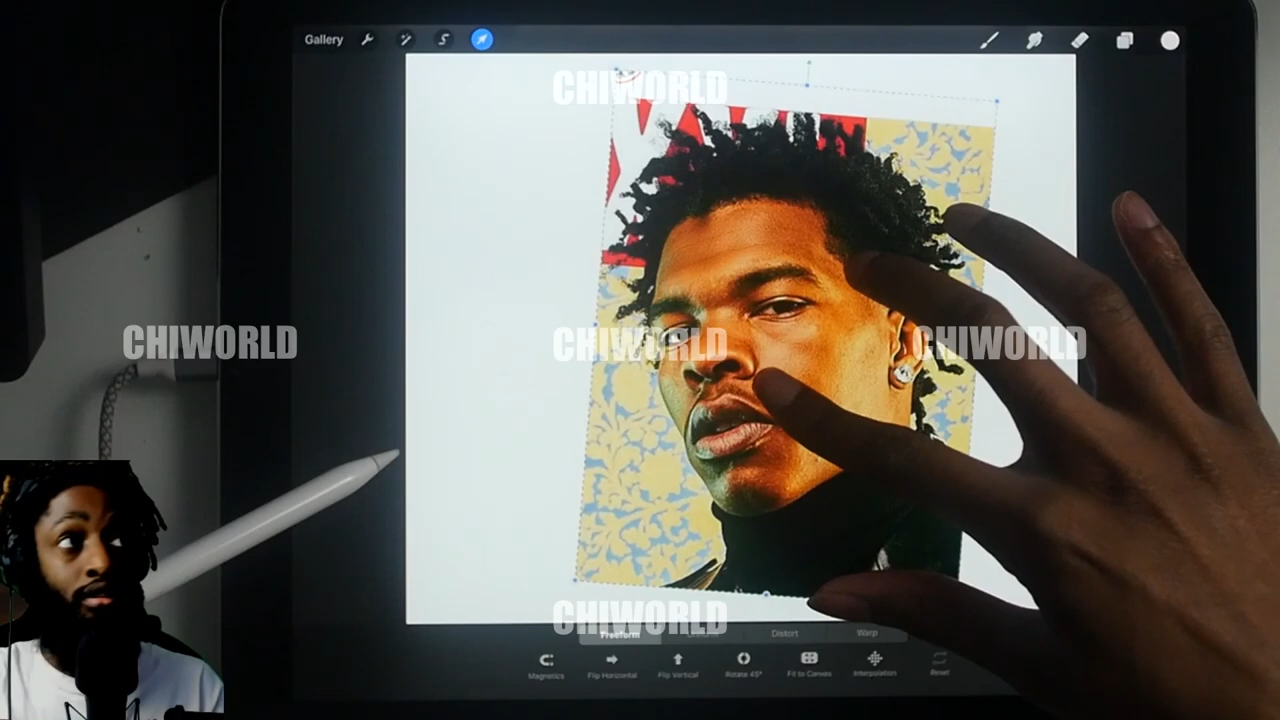 Gallery
CHIWORLD
CHIWORLD
CHIWORLD
CHIWORLD
CHIWORLD
Freeform
Uniform
Distort
Warp
Magnetics
Flip Horizontal
Flip Vertical
Rotate 45°
Fit to Canvas
Interpolation
Reset